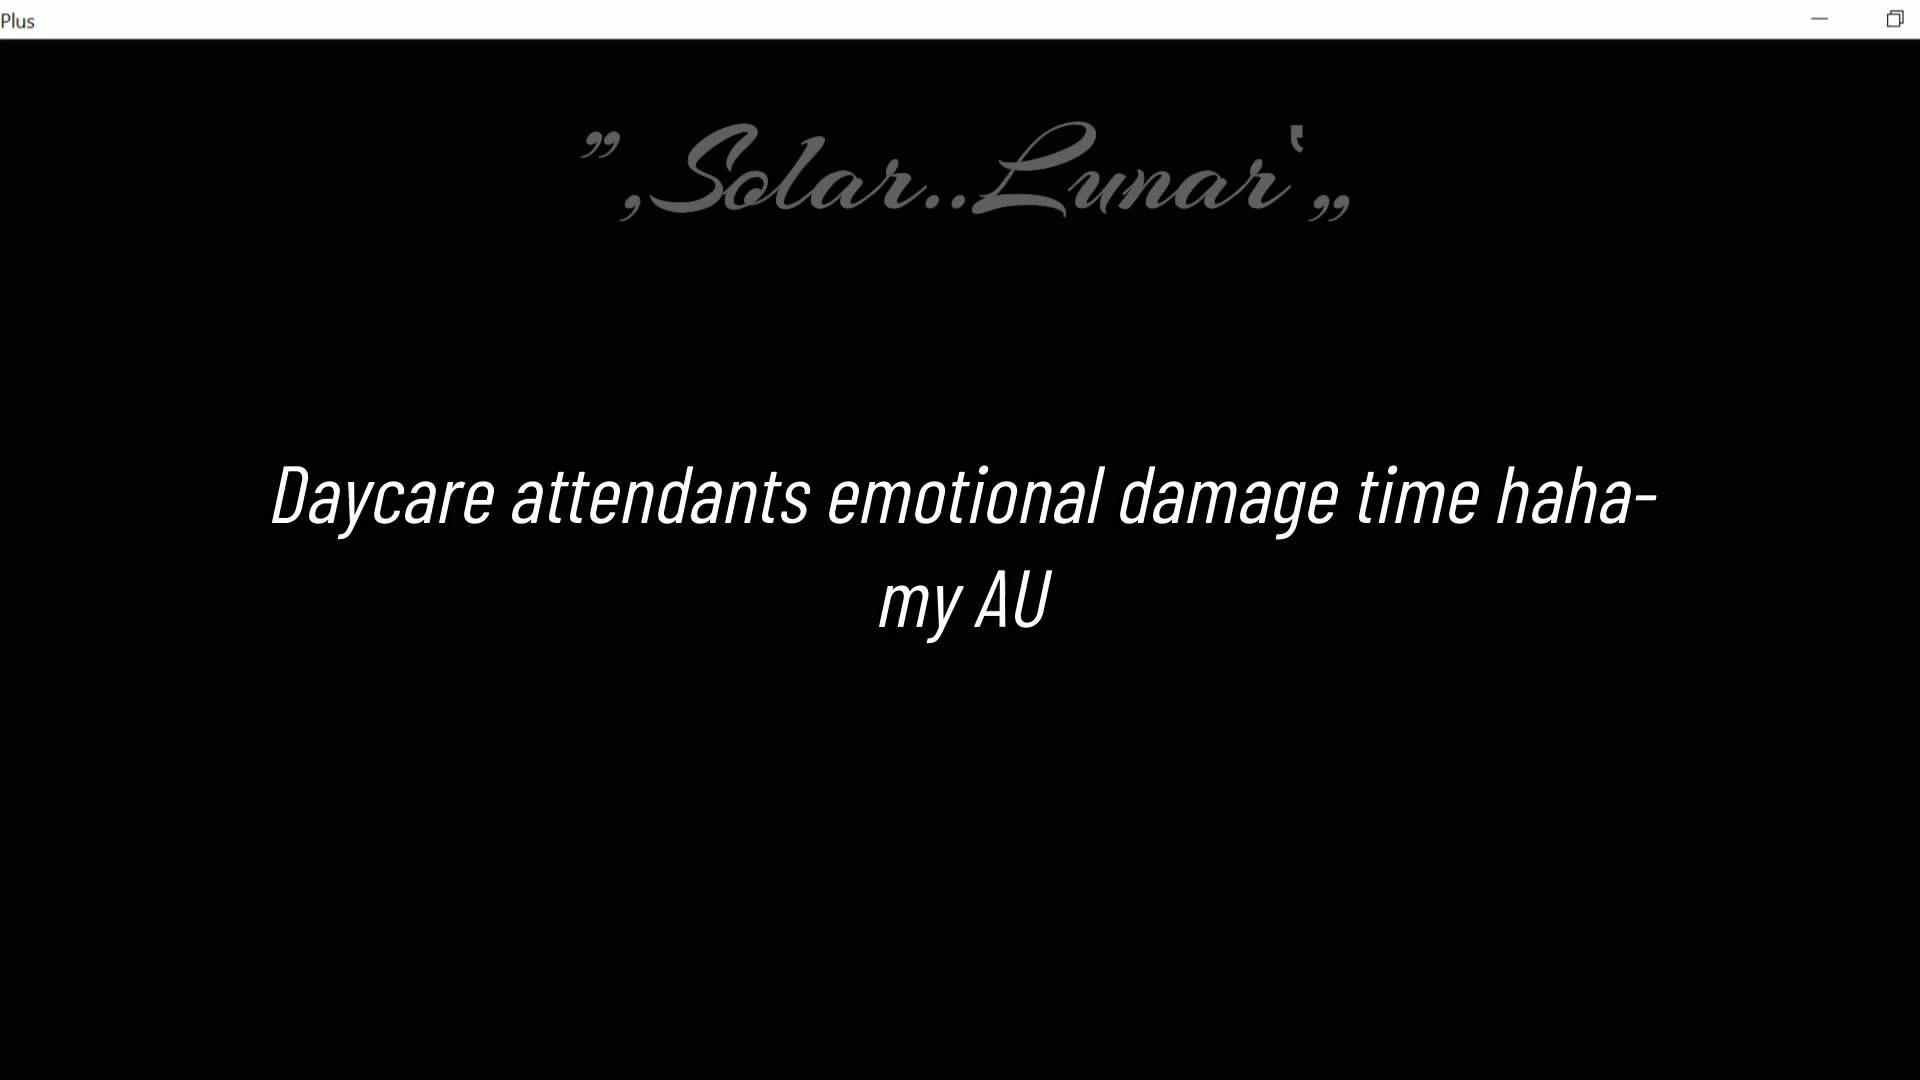 Plus
”,Solar..Lunar‛„
Daycare attendants emotional damage time haha-
my AU